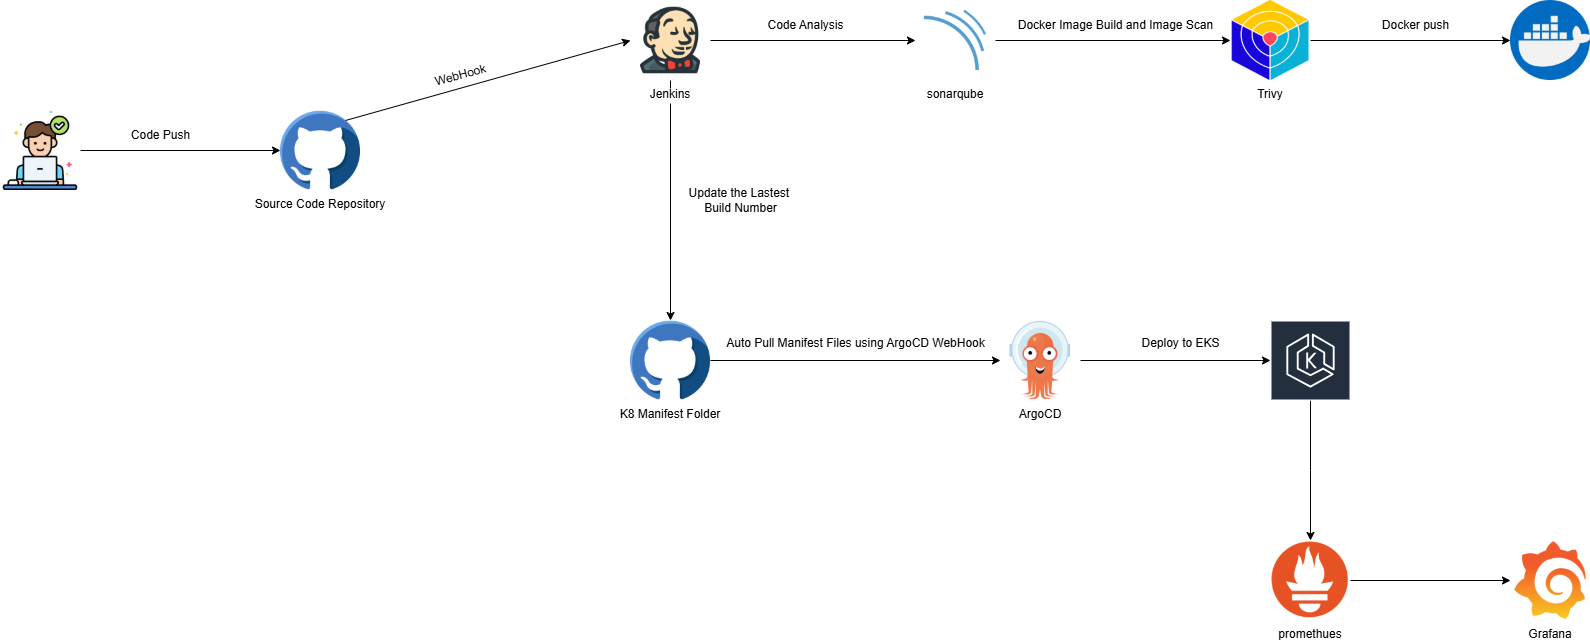 Code Analysis
Docker Image Build and Image Scan
Docker push
WebHook
Jenkins
sonarqube
Trivy
Code Push
Source Code Repository
Update the Lastest
Build Number
Auto Pull Manifest Files using ArgoCD WebHook
Deploy to EKS
K
K8 Manifest Folder
ArgoCD
promethues
Grafana